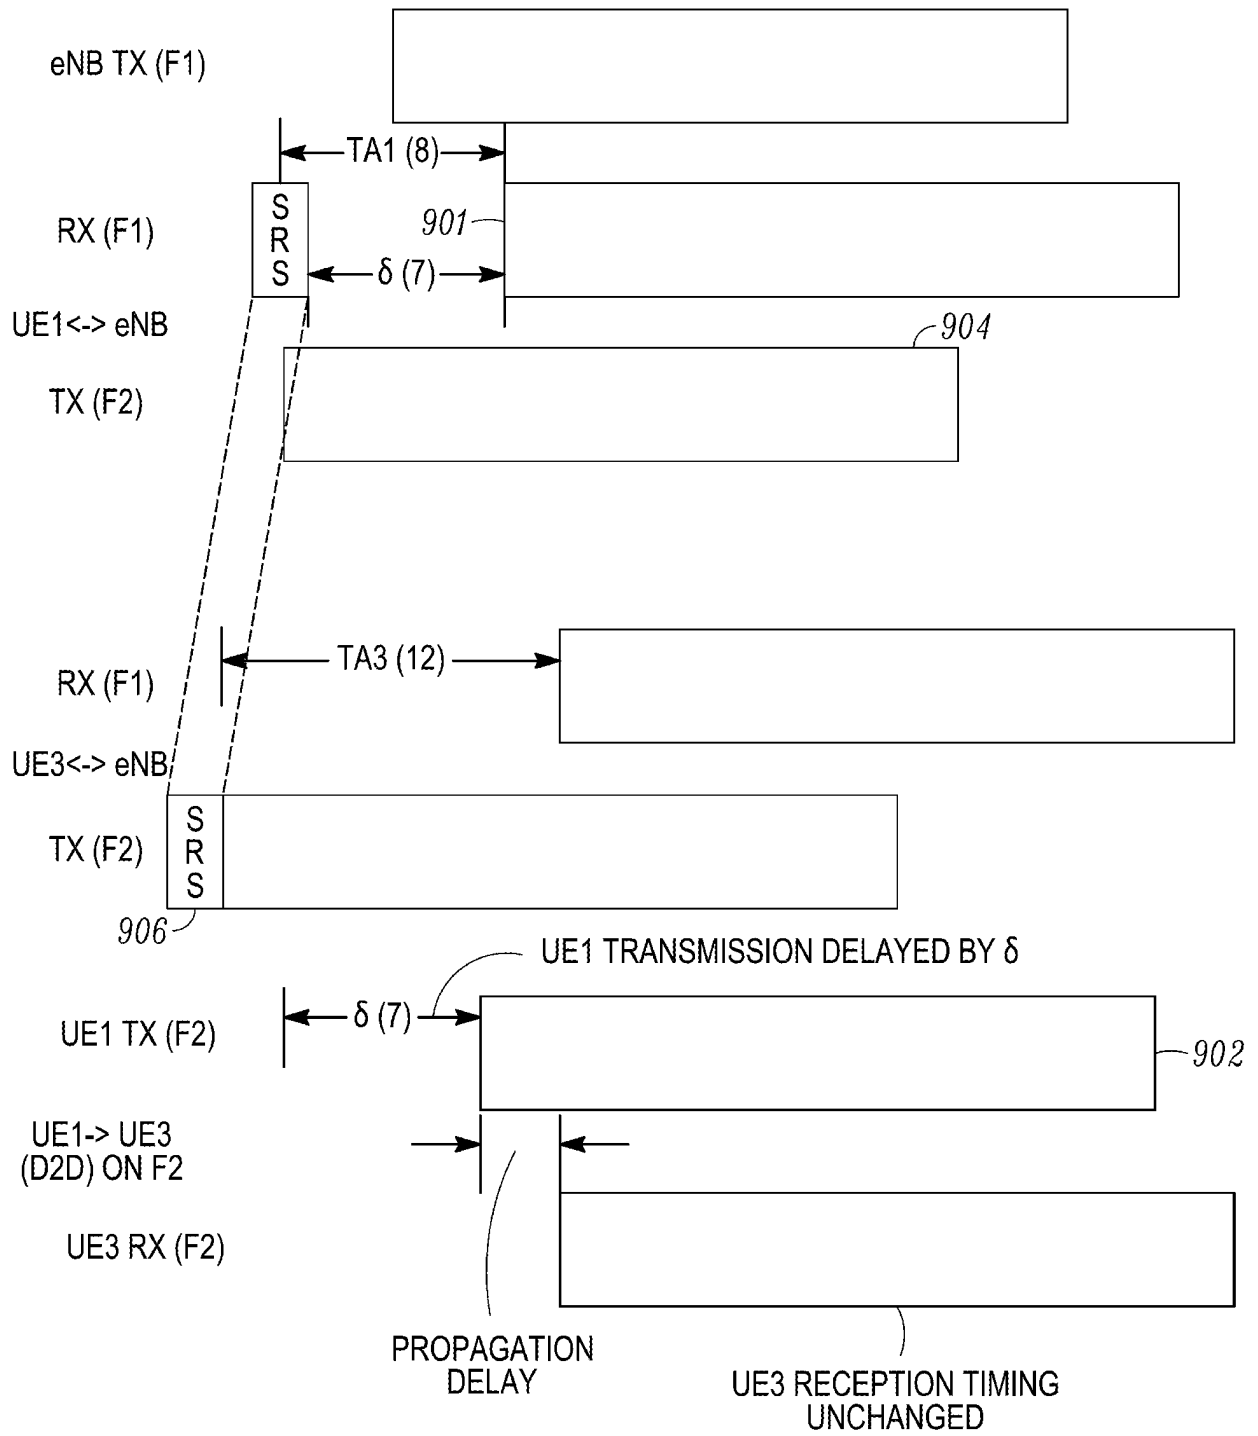 eNB TX (F1)
TA1 (8)
RX (F1)
S
R
S
901
δ (7)
UE1<-> eNB
904
TX (F2)
TA3 (12)
RX (F1)
UE3<-> eNB
TX (F2)
S
R
S
906
UE1 TRANSMISSION DELAYED BY δ
δ (7)
UE1 TX (F2)
902
UE1-> UE3
(D2D) ON F2
UE3 RX (F2)
PROPAGATION
DELAY
UE3 RECEPTION TIMING
UNCHANGED